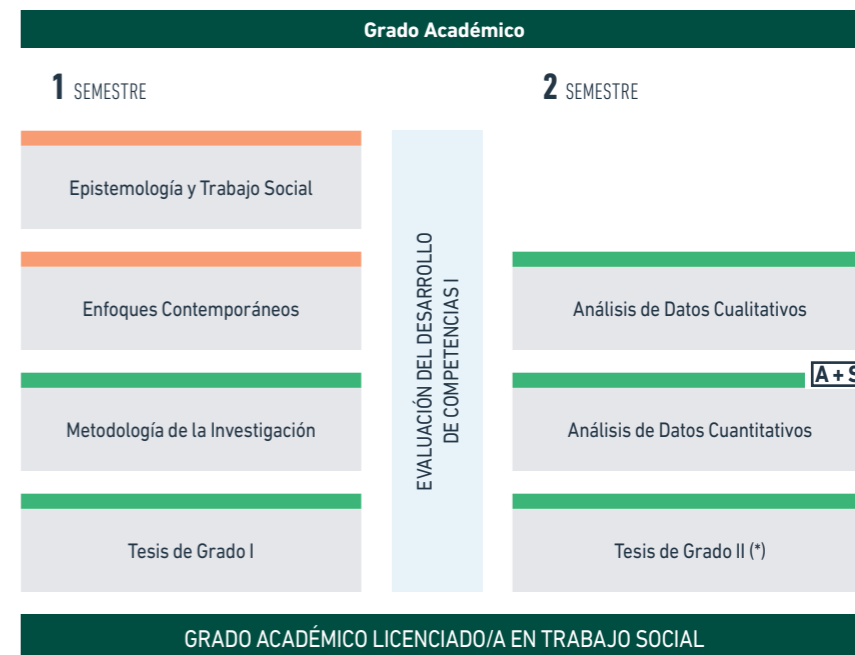 Grado Académico
1 SEMESTRE
2 SEMESTRE
Epistemología y Trabajo Social
Enfoques Contemporáneos
Metodología de la Investigación
Tesis de Grado I
EVALUACIÓN DEL DESARROLLO
DE COMPETENCIAS I
Análisis de Datos Cualitativos
A + S
Análisis de Datos Cuantitativos
Tesis de Grado II (*)
GRADO ACADÉMICO LICENCIADO/A EN TRABAJO SOCIAL